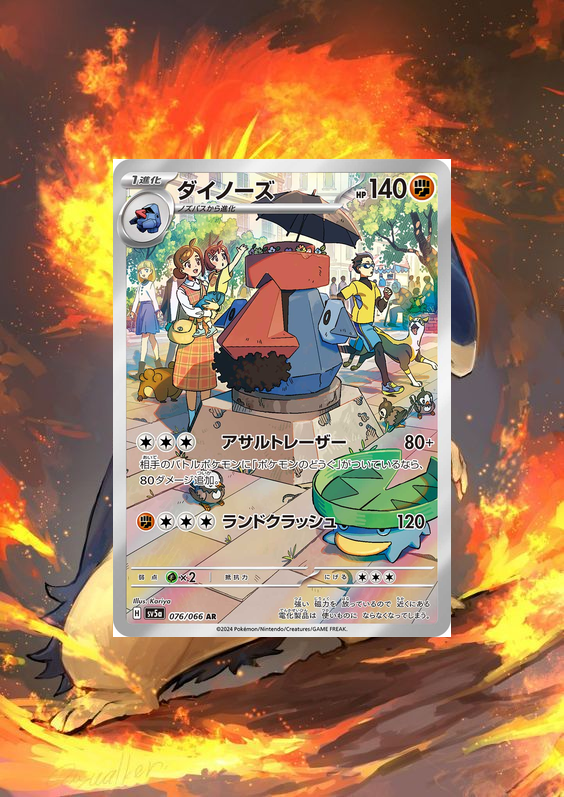 1進化
ダイノーズ
HP 140
ノズパスから進化
アサルトレーザー 80+
相手のバトルポケモンに「ポケモンのどうぐ」がついているなら、
80ダメージ追加。
ランドクラッシュ 120
弱点 ×2 抵抗力 にげる
Illus. Kariya
H sv5a 076/066 AR
強い 磁力を 放っているので 近くにある
電化製品は 使いものに ならなくなってしまう。
©2024 Pokémon/Nintendo/Creatures/GAME FREAK.